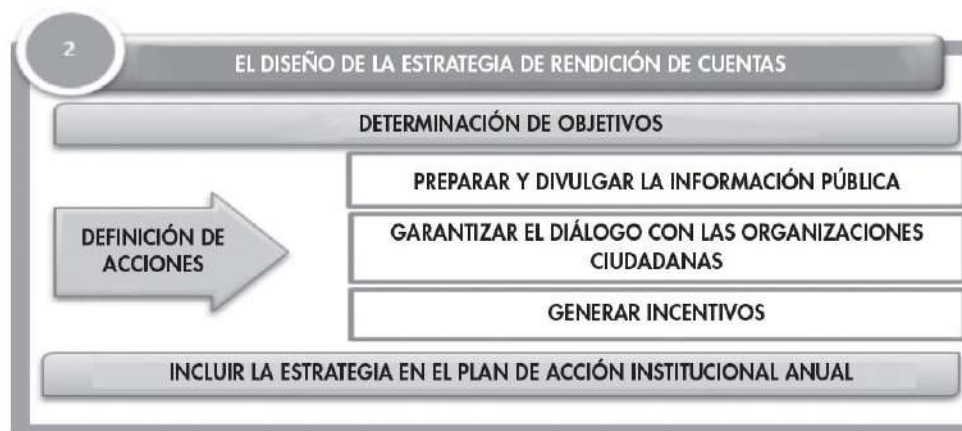 2
EL DISEÑO DE LA ESTRATEGIA DE RENDICIÓN DE CUENTAS
DETERMINACIÓN DE OBJETIVOS
DEFINICIÓN DE
ACCIONES
PREPARAR Y DIVULGAR LA INFORMACIÓN PÚBLICA
GARANTIZAR EL DIÁLOGO CON LAS ORGANIZACIONES
CIUDADANAS
GENERAR INCENTIVOS
INCLUIR LA ESTRATEGIA EN EL PLAN DE ACCIÓN INSTITUCIONAL ANUAL